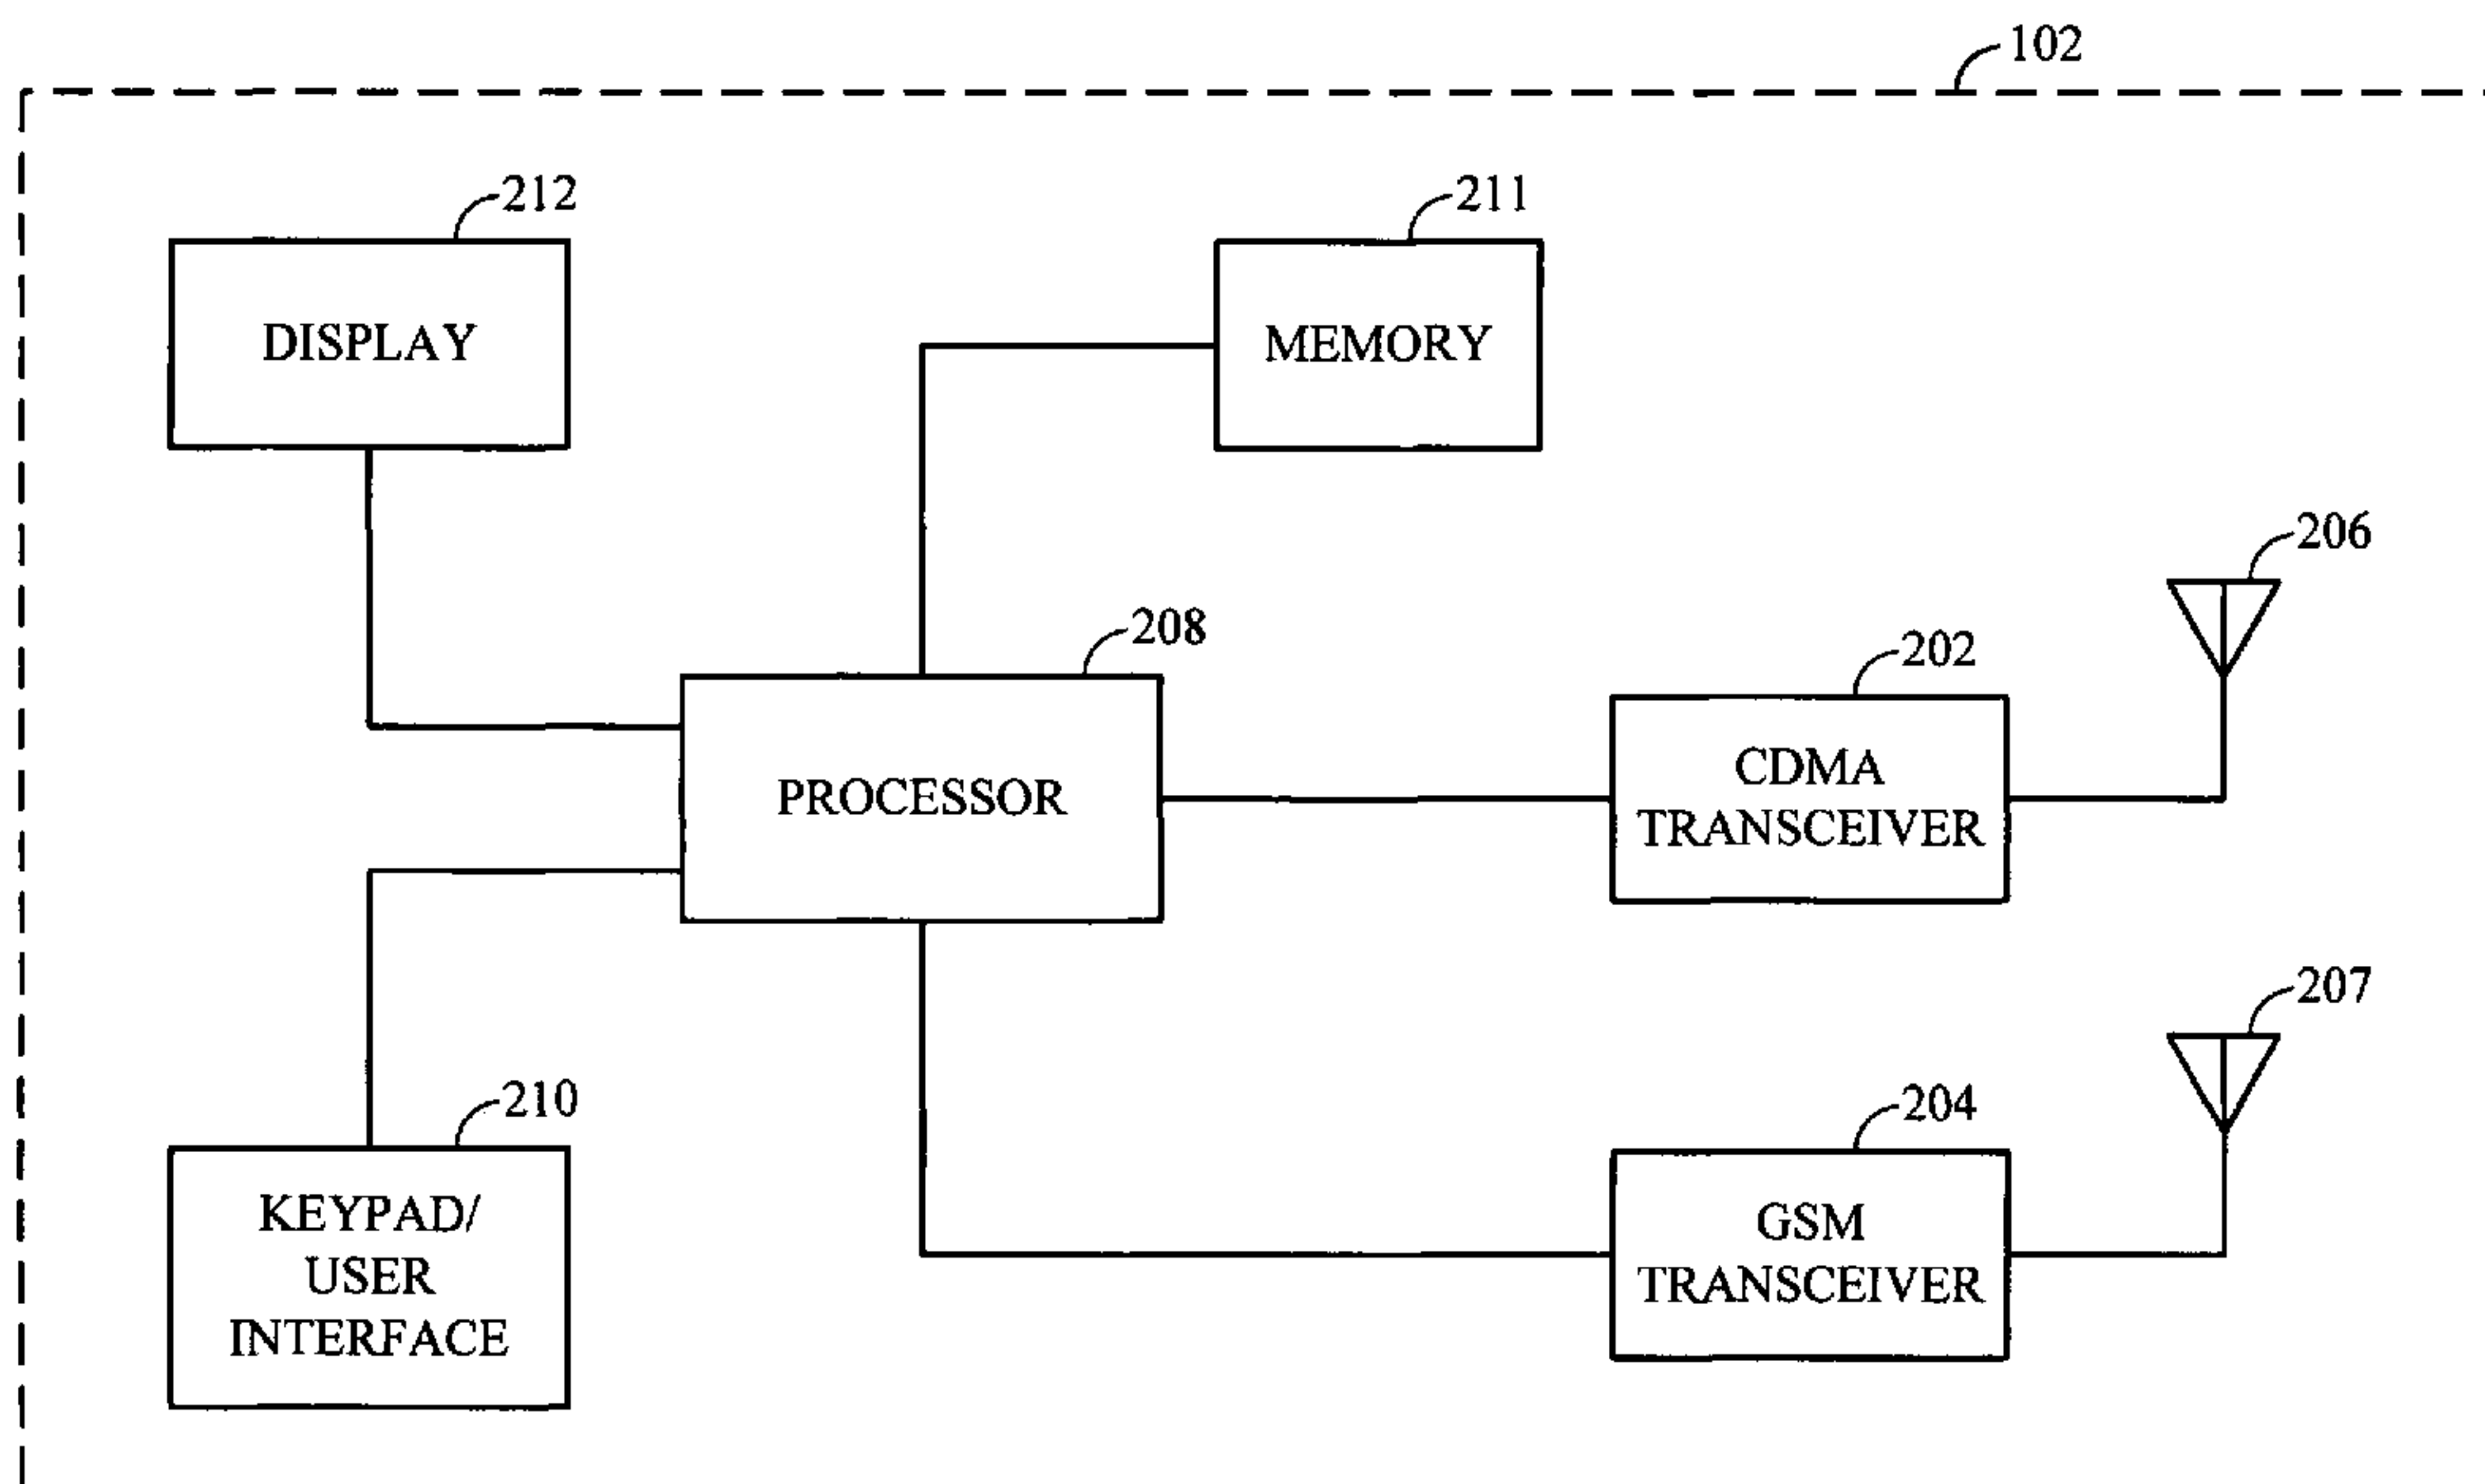 102
212
211
DISPLAY
MEMORY
206
208
202
PROCESSOR
CDMA
TRANSCEIVER
207
210
204
KEYPAD/
USER
INTERFACE
GSM
TRANSCEIVER